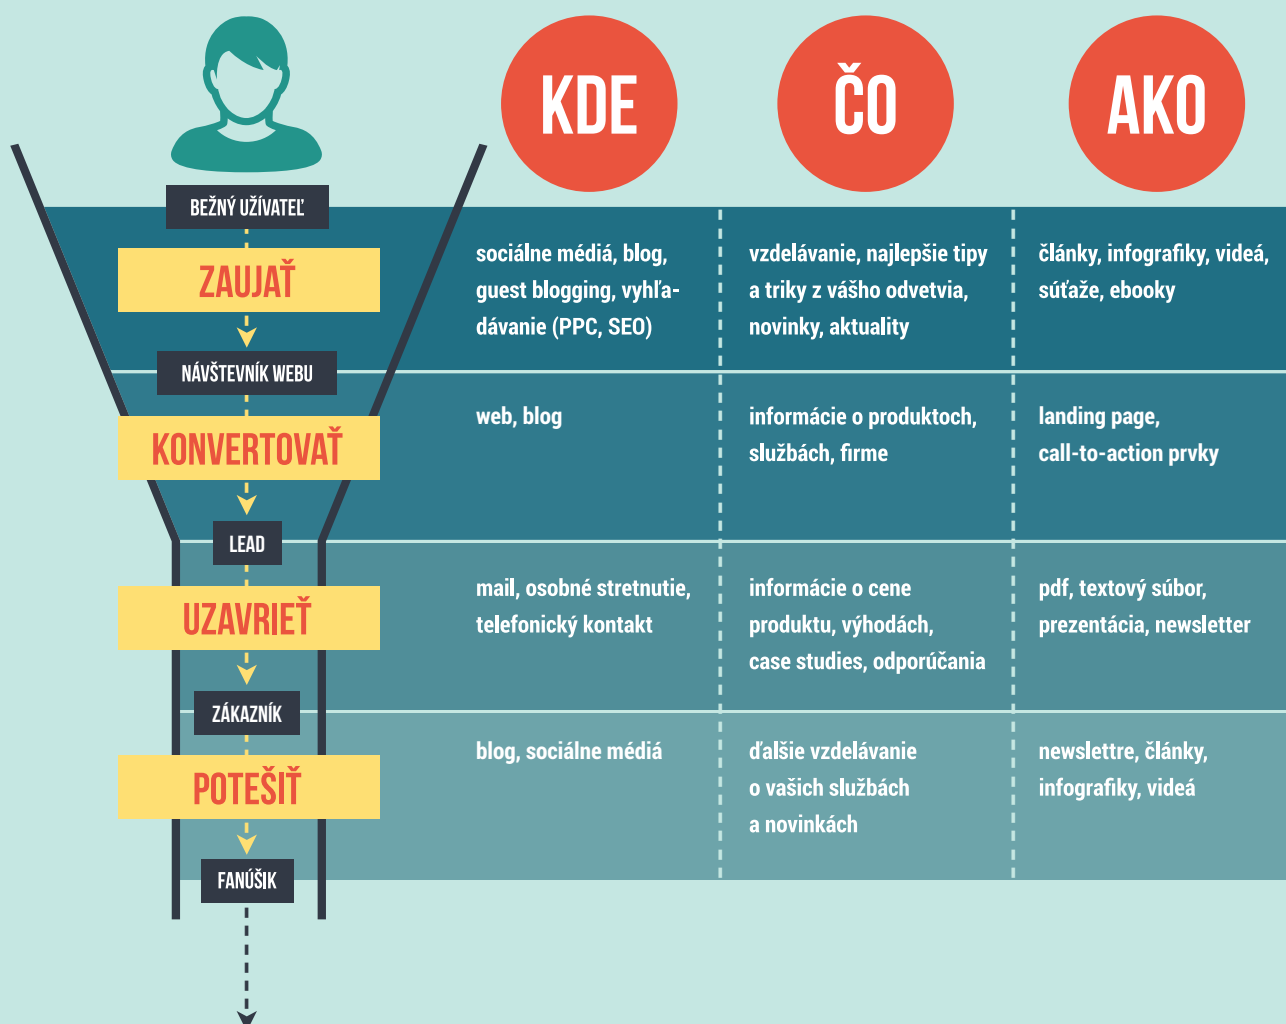 KDE
ČO
AKO
BEŽNÝ UŽÍVATEĽ
ZAUJAŤ
sociálne médiá, blog,
guest blogging, vyhľa-
dávanie (PPC, SEO)
vzdelávanie, najlepšie tipy
a triky z vášho odvetvia,
novinky, aktuality
články, infografiky, videá,
súťaže, ebooky
NÁVŠTEVNÍK WEBU
KONVERTOVAŤ
web, blog
informácie o produktoch,
službách, firme
landing page,
call-to-action prvky
LEAD
UZAVRIEŤ
mail, osobné stretnutie,
telefonický kontakt
informácie o cene
produktu, výhodách,
case studies, odporúčania
pdf, textový súbor,
prezentácia, newsletter
ZÁKAZNÍK
POTEŠIŤ
blog, sociálne médiá
ďalšie vzdelávanie
o vašich službách
a novinkách
newslettre, články,
infografiky, videá
FANÚŠIK